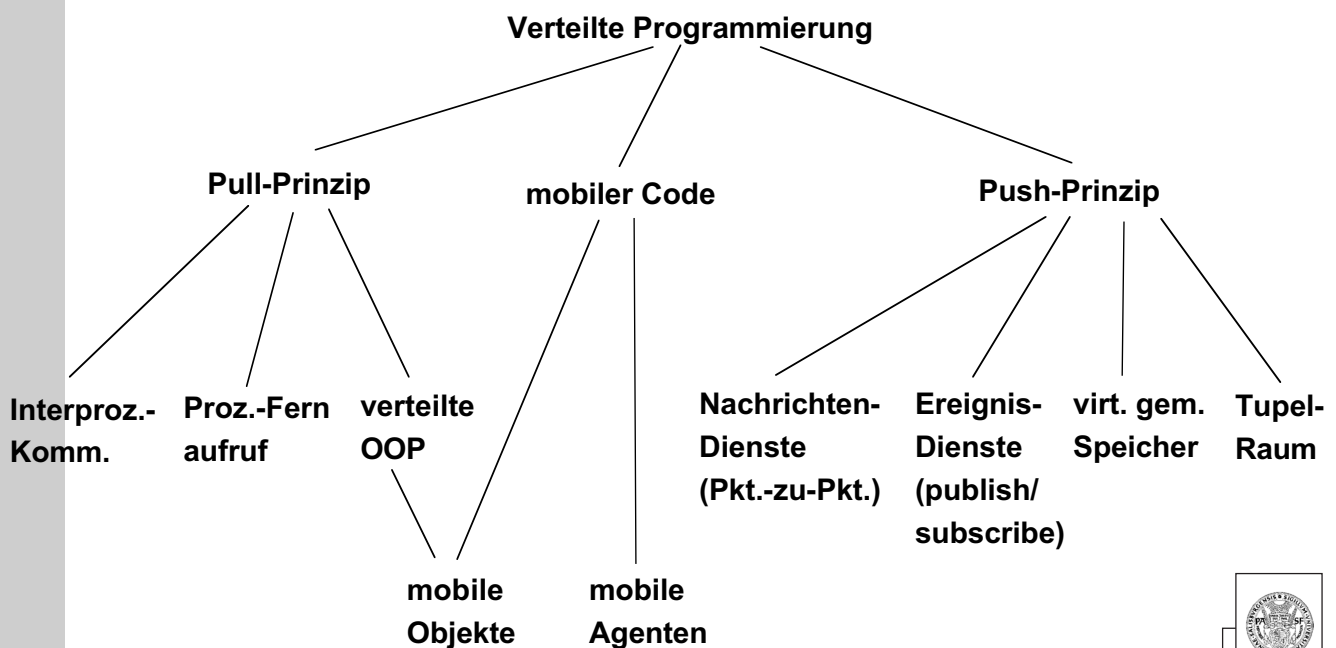 Verteilte Programmierung
Pull-Prinzip
mobiler Code
Push-Prinzip
Interproz.-
Komm.
Proz.-Fern
aufruf
verteilte
OOP
Nachrichten-
Dienste
(Pkt.-zu-Pkt.)
Ereignis-
Dienste
(publish/
subscribe)
virt. gem.
Speicher
Tupel-
Raum
mobile
Objekte
mobile
Agenten